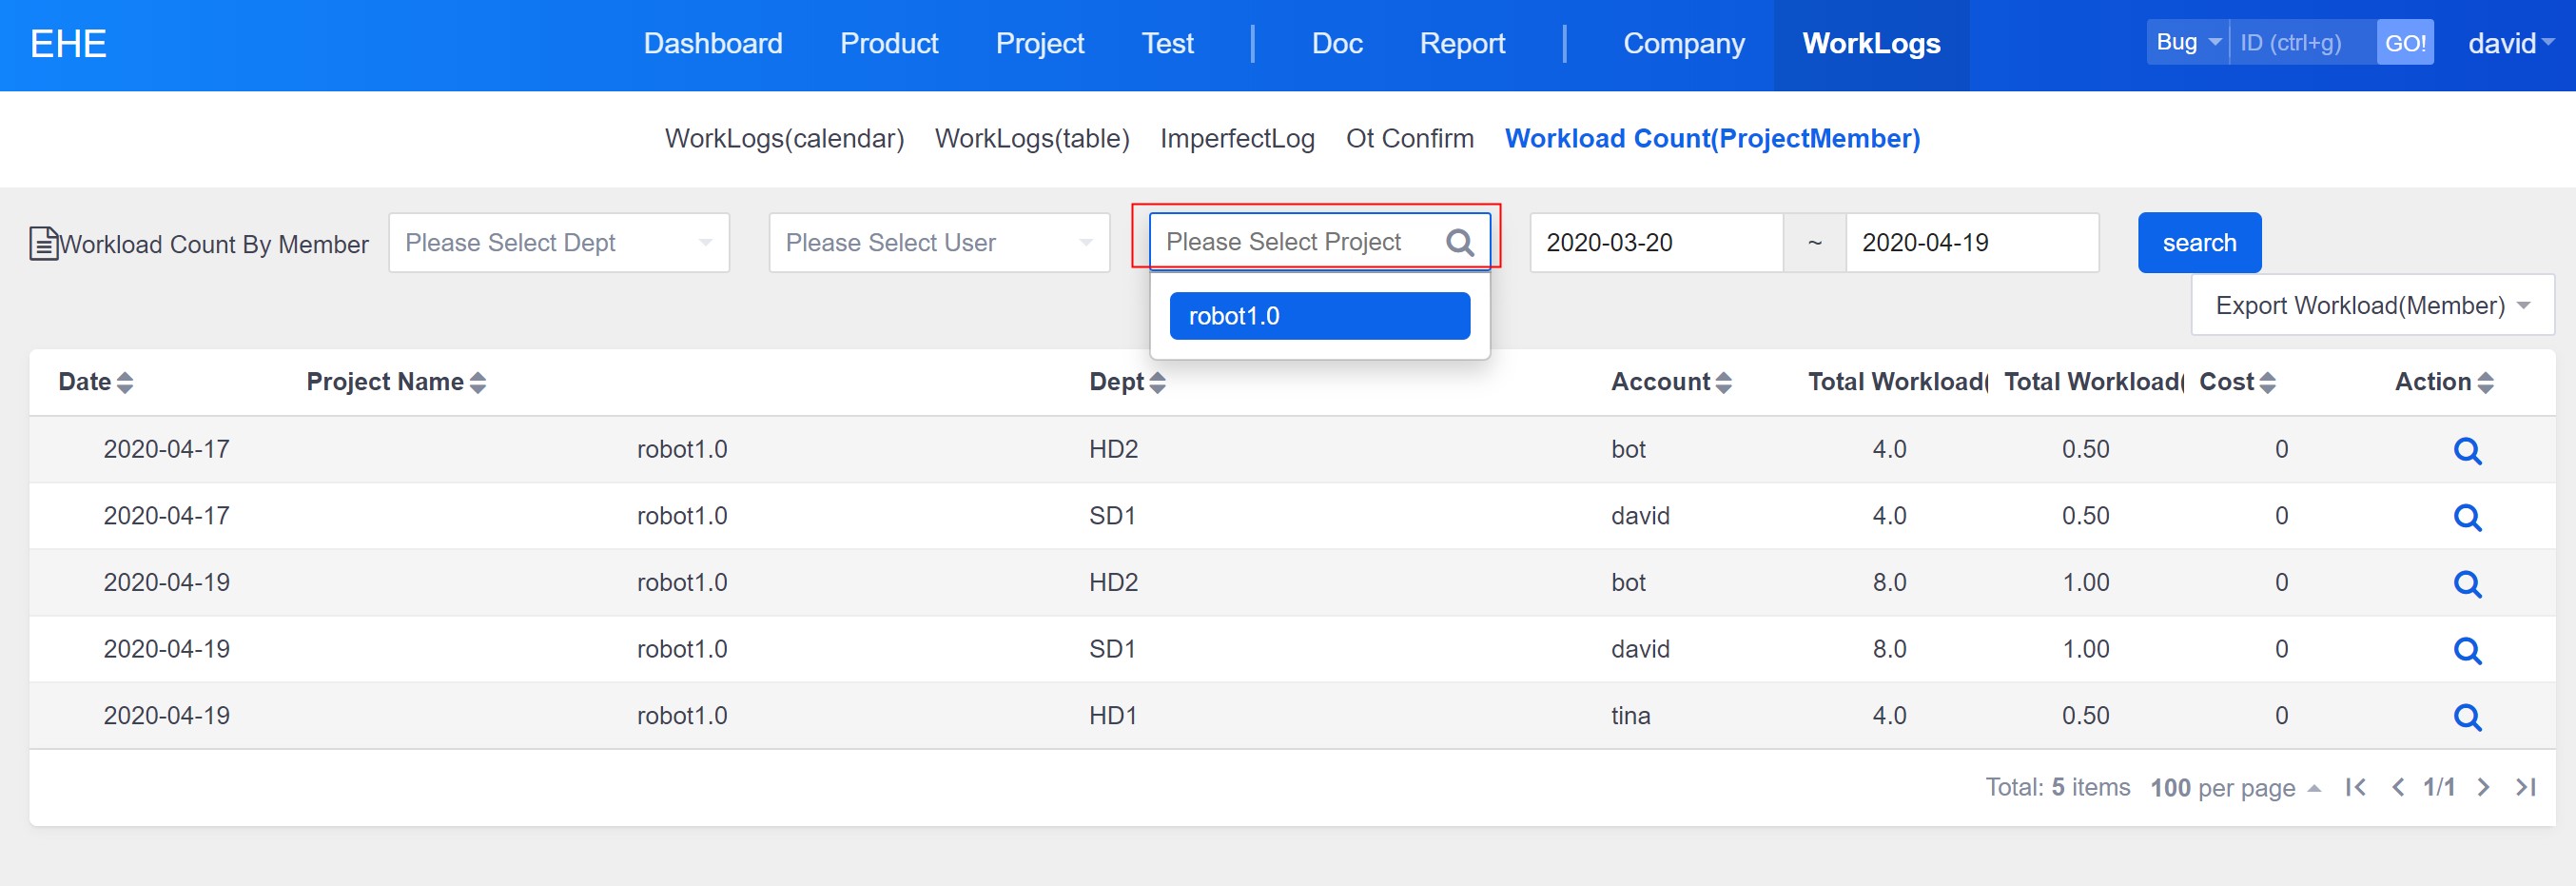 EHE Dashboard Product Project Test Doc Report Company WorkLogs Bug ID (ctrl+g) GO! david
WorkLogs(calendar) WorkLogs(table) ImperfectLog Ot Confirm Workload Count(ProjectMember)
Workload Count By Member Please Select Dept Please Select User Please Select Project 2020-03-20 ~ 2020-04-19 search
robot1.0 Export Workload(Member)
Date Project Name Dept Account Total Workload( Total Workload( Cost Action
2020-04-17 robot1.0 HD2 bot 4.0 0.50 0
2020-04-17 robot1.0 SD1 david 4.0 0.50 0
2020-04-19 robot1.0 HD2 bot 8.0 1.00 0
2020-04-19 robot1.0 SD1 david 8.0 1.00 0
2020-04-19 robot1.0 HD1 tina 4.0 0.50 0
Total: 5 items 100 per page 1/1